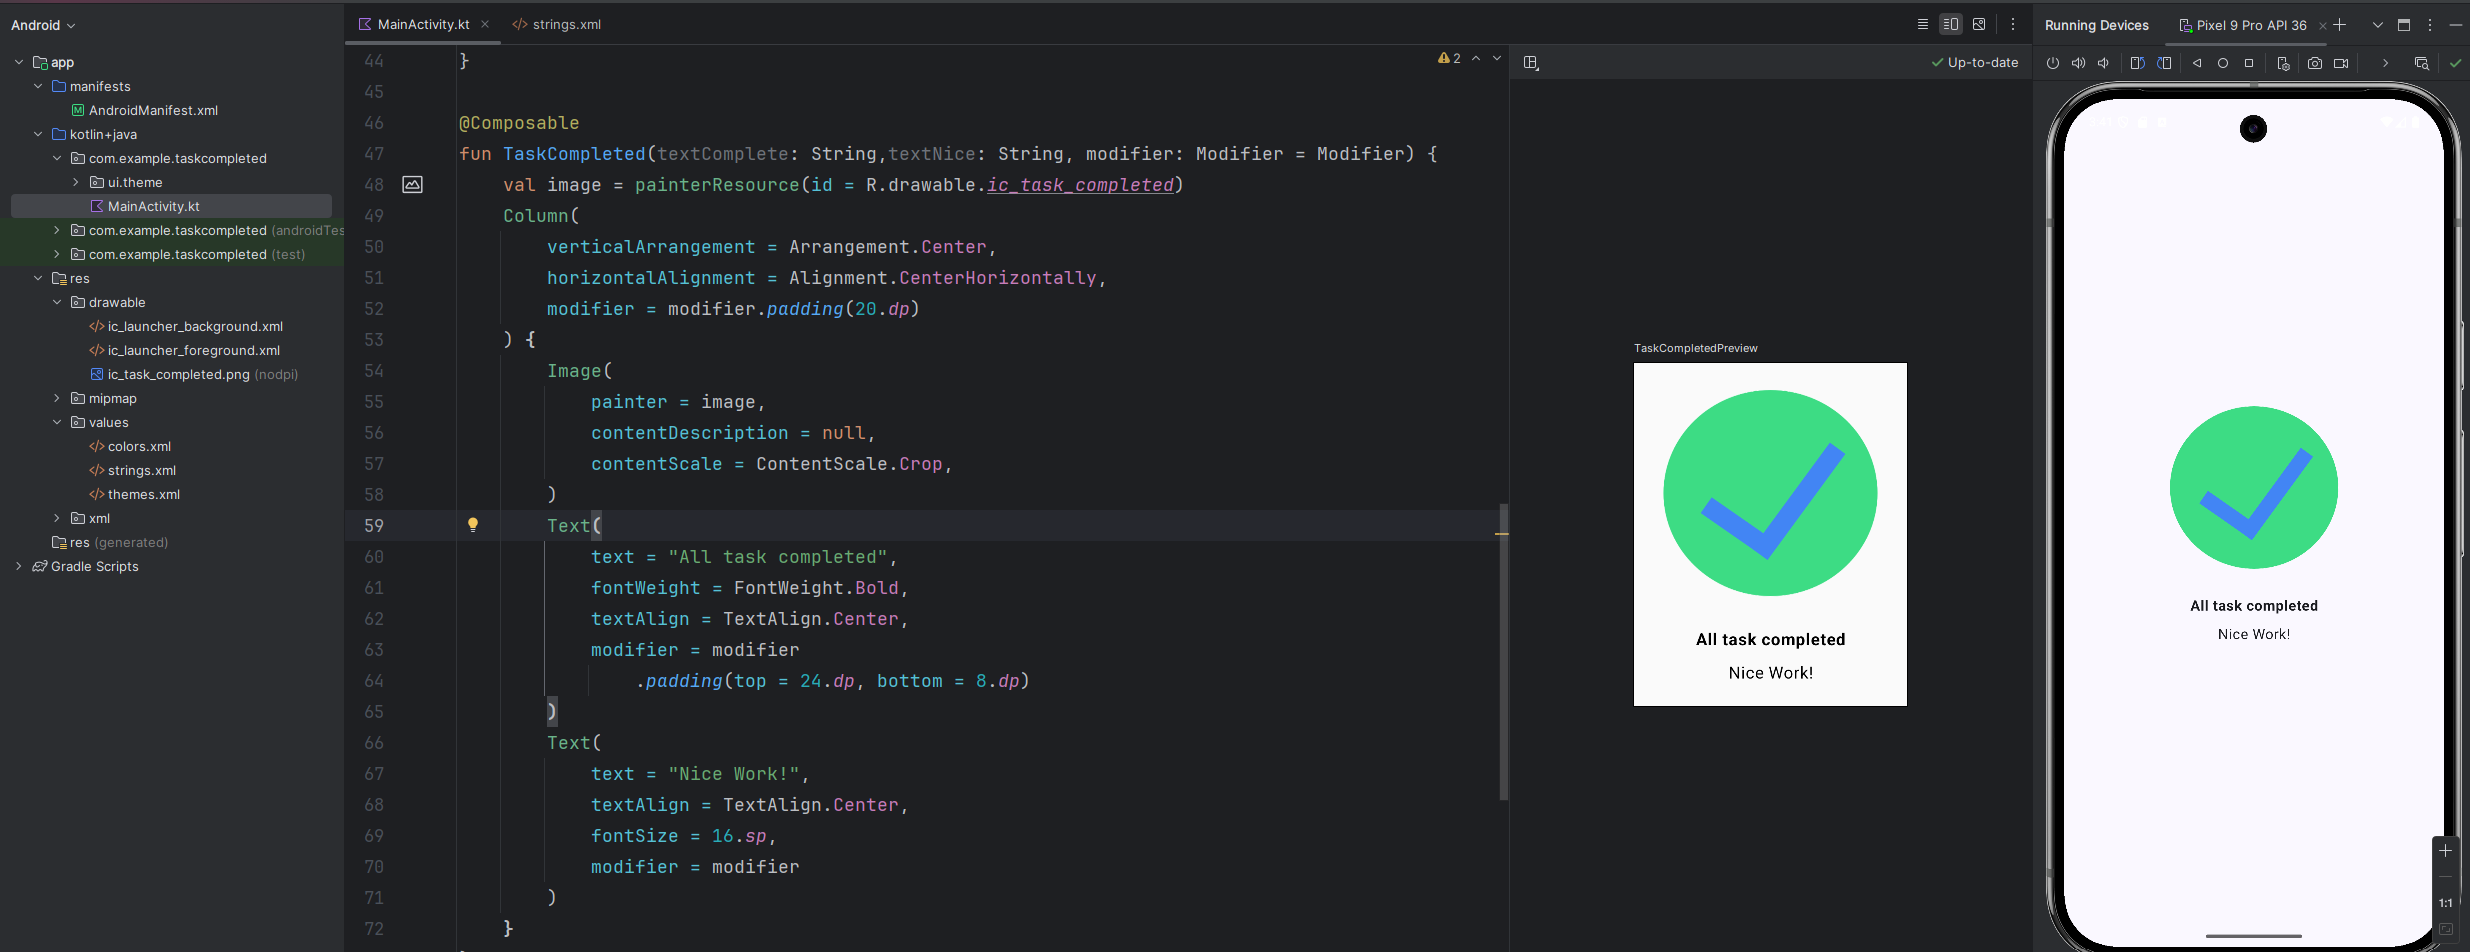 Android
app
manifests
AndroidManifest.xml
kotlin+java
com.example.taskcompleted
ui.theme
MainActivity.kt
com.example.taskcompleted (androidTes
com.example.taskcompleted (test)
res
drawable
ic_launcher_background.xml
ic_launcher_foreground.xml
ic_task_completed.png (nodpi)
mipmap
values
colors.xml
strings.xml
themes.xml
xml
res (generated)
Gradle Scripts
MainActivity.kt
strings.xml
2
44 }
45
46 @Composable
47 fun TaskCompleted(textComplete: String,textNice: String, modifier: Modifier = Modifier) {
48 val image = painterResource(id = R.drawable.ic_task_completed)
49 Column(
50 verticalArrangement = Arrangement.Center,
51 horizontalAlignment = Alignment.CenterHorizontally,
52 modifier = modifier.padding(20.dp)
53 ) {
54 Image(
55 painter = image,
56 contentDescription = null,
57 contentScale = ContentScale.Crop,
58 )
59 Text(
60 text = "All task completed",
61 fontWeight = FontWeight.Bold,
62 textAlign = TextAlign.Center,
63 modifier = modifier
64 .padding(top = 24.dp, bottom = 8.dp)
65 )
66 Text(
67 text = "Nice Work!",
68 textAlign = TextAlign.Center,
69 fontSize = 16.sp,
70 modifier = modifier
71 )
72 }
Up-to-date
TaskCompletedPreview
All task completed
Nice Work!
Running Devices
Pixel 9 Pro API 36
All task completed
Nice Work!
1:1